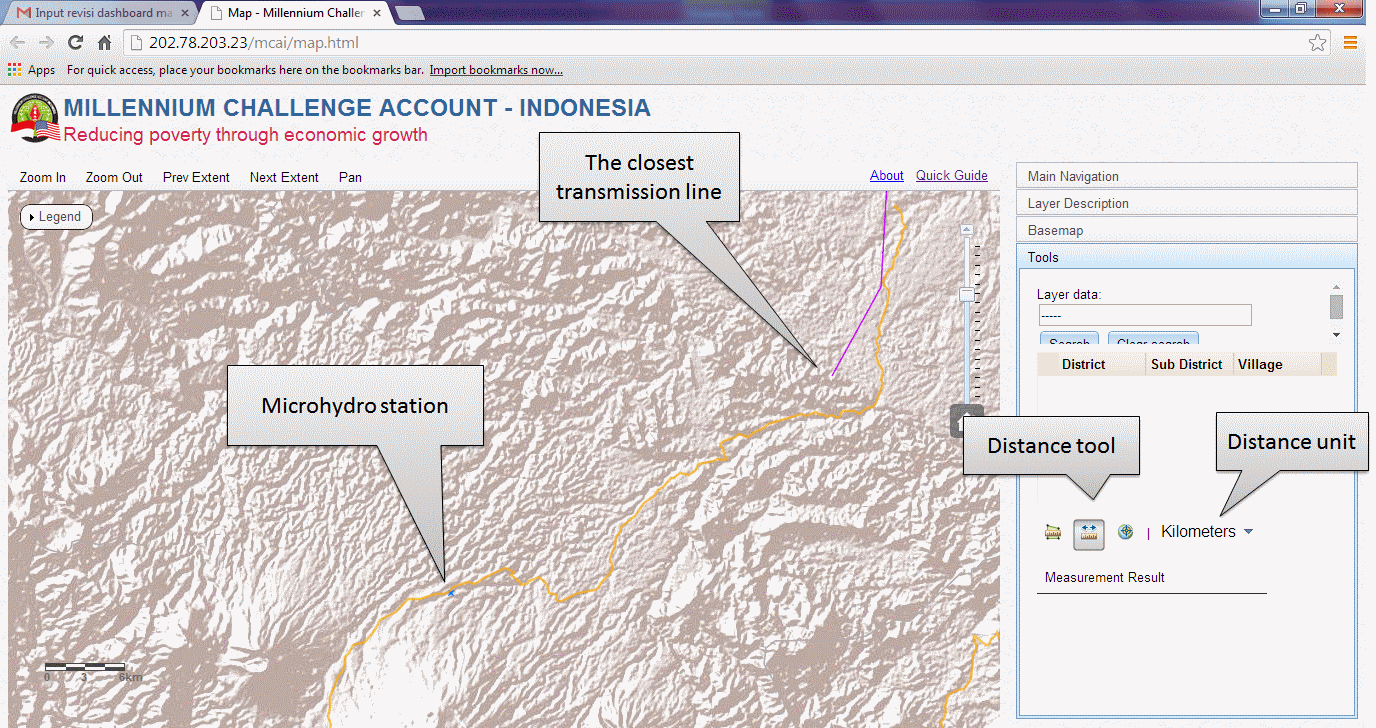 Input revisi dashboard ma
Map - Millennium Challer
202.78.203.23/mcai/map.html
Apps For quick access, place your bookmarks here on the bookmarks bar. Import bookmarks now...
MILLENNIUM CHALLENGE ACCOUNT - INDONESIA
Reducing poverty through economic growth
Zoom In Zoom Out Prev Extent Next Extent Pan
About Quick Guide
Legend
The closest
transmission line
Microhydro station
0 3 6km
Main Navigation
Layer Description
Basemap
Tools
Layer data:
-----
Search Clear search
District Sub District Village
Distance tool
Distance unit
| Kilometers
Measurement Result